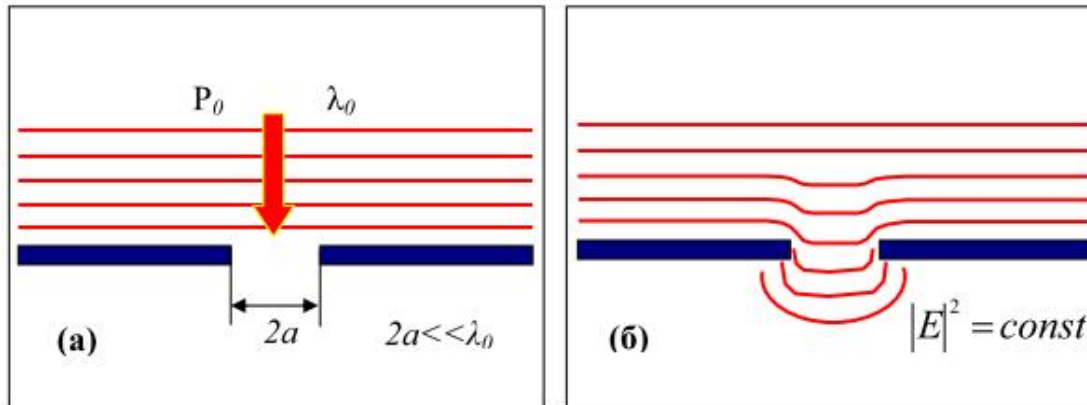 P₀ λ₀
(а) 2a 2a<<λ₀
(б) |E|² = const